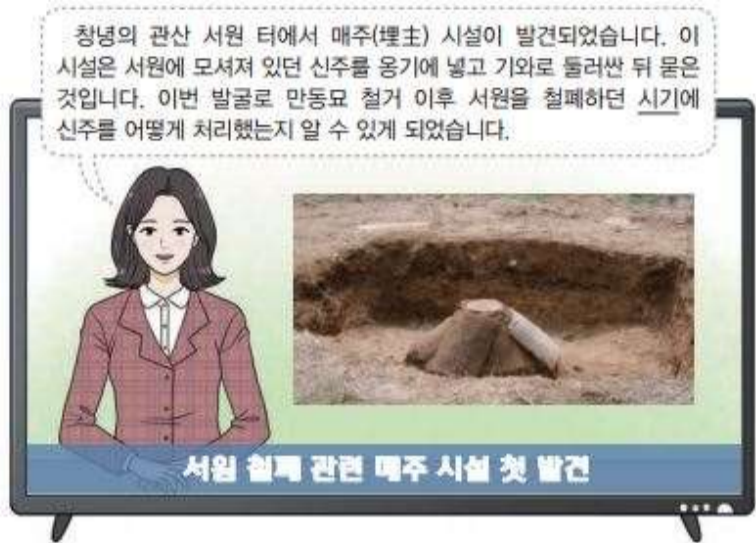 창녕의 관산 서원 터에서 매주(埋主) 시설이 발견되었습니다. 이
시설은 서원에 모셔져 있던 신주를 옹기에 넣고 기와로 둘러싼 뒤 묻은
것입니다. 이번 발굴로 만동묘 철거 이후 서원을 철폐하던 시기에
신주를 어떻게 처리했는지 알 수 있게 되었습니다.
서원 철폐 관련 매주 시설 첫 발견